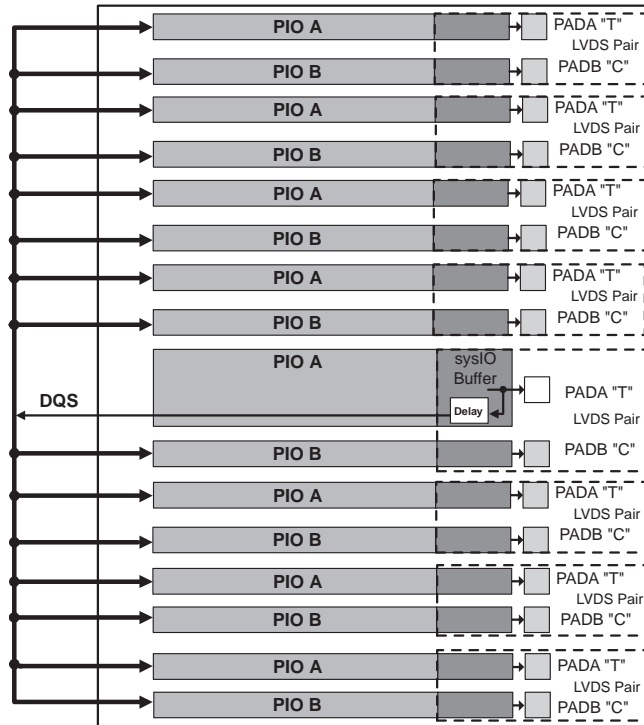 PIO A PADA "T"
LVDS Pair
PIO B PADB "C"
PIO A PADA "T"
LVDS Pair
PIO B PADB "C"
PIO A PADA "T"
LVDS Pair
PIO B PADB "C"
PIO A PADA "T"
LVDS Pair
PIO B PADB "C"
PIO A sysIO
Buffer
PADA "T"
DQS Delay
LVDS Pair
PIO B PADB "C"
PIO A PADA "T"
LVDS Pair
PIO B PADB "C"
PIO A PADA "T"
LVDS Pair
PIO B PADB "C"
PIO A PADA "T"
LVDS Pair
PIO B PADB "C"